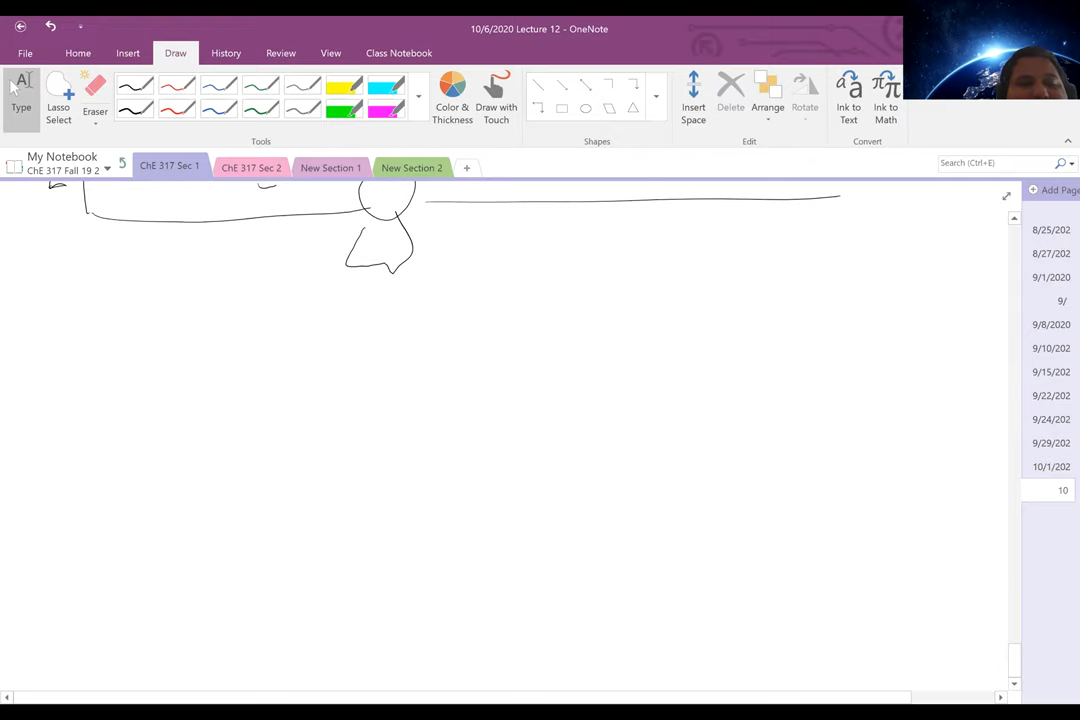 10/6/2020 Lecture 12 - OneNote
File Home Insert Draw History Review View Class Notebook
Type
Lasso Select
Eraser
Color & Thickness
Draw with Touch
Insert Space
Delete
Arrange
Rotate
Ink to Text
Ink to Math
Tools
Shapes
Edit
Convert
My Notebook
ChE 317 Fall 19 2
ChE 317 Sec 1
ChE 317 Sec 2
New Section 1
New Section 2
Search (Ctrl+E)
Add Page
8/25/202
8/27/202
9/1/2020
9/
9/8/2020
9/10/202
9/15/202
9/22/202
9/24/202
9/29/202
10/1/202
10